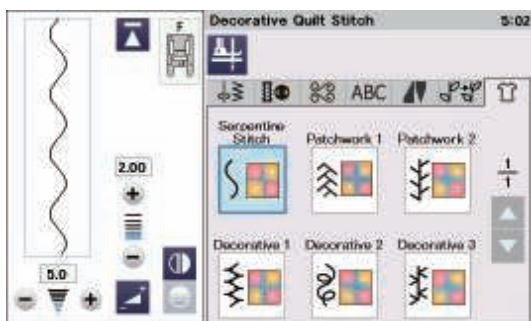 F
Decorative Quilt Stitch 5:02
ABC
Serpentine
Stitch
Patchwork 1
Patchwork 2
2.00
1
1
Decorative 1
Decorative 2
Decorative 3
5.0